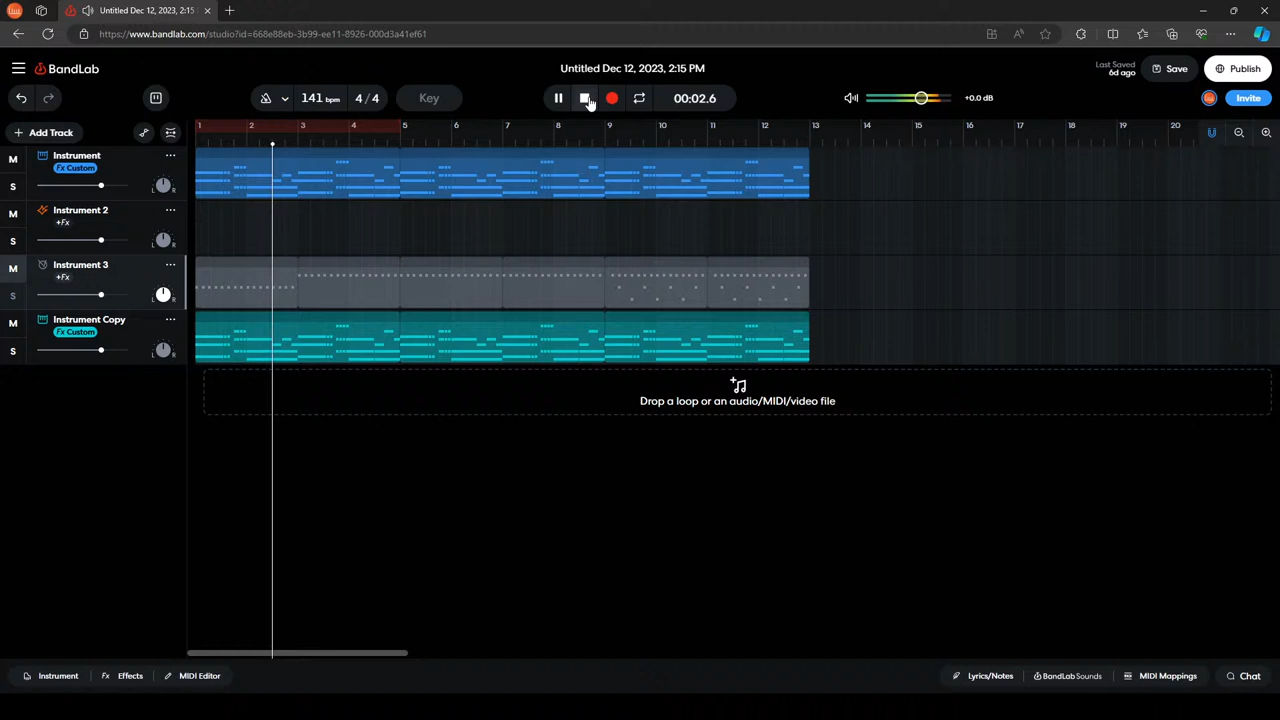 Untitled Dec 12, 2023, 2:15
https://www.bandlab.com/studio?id=668e88eb-3b99-ee11-8926-000d3a41ef61
BandLab
Untitled Dec 12, 2023, 2:15 PM
Last Saved
6d ago
Save
Publish
141 bpm
4 / 4
Key
00:02.6
+0.0 dB
Invite
Add Track
1 2 3 4 5 6 7 8 9 10 11 12 13 14 15 16 17 18 19 20
M
Instrument
Fx Custom
S
L R
M
Instrument 2
+Fx
S
L R
M
Instrument 3
+Fx
S
L R
M
Instrument Copy
Fx Custom
S
L R
Drop a loop or an audio/MIDI/video file
Instrument
Fx Effects
MIDI Editor
Lyrics/Notes
BandLab Sounds
MIDI Mappings
Chat